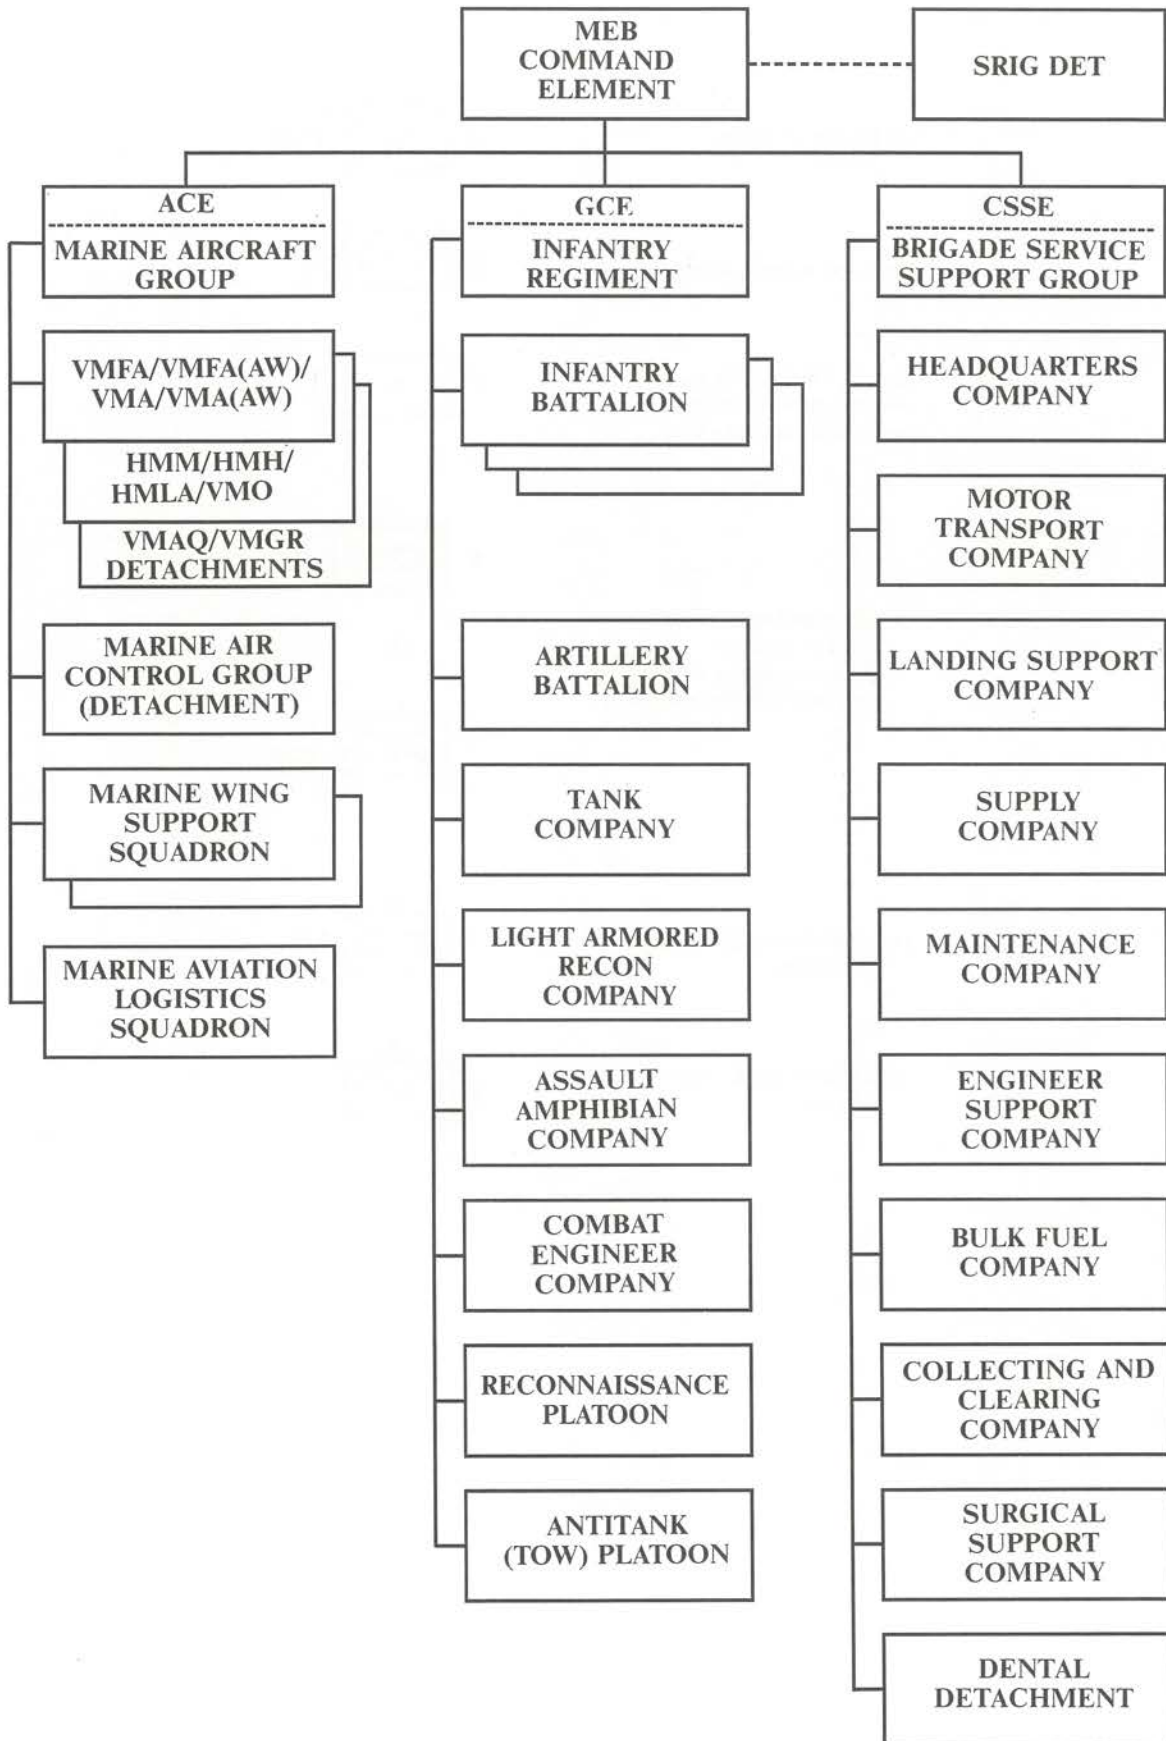 MEB
COMMAND
ELEMENT
SRIG DET
ACE
MARINE AIRCRAFT
GROUP
VMFA/VMFA(AW)/
VMA/VMA(AW)
HMM/HMH/
HMLA/VMO
VMAQ/VMGR
DETACHMENTS
MARINE AIR
CONTROL GROUP
(DETACHMENT)
MARINE WING
SUPPORT
SQUADRON
MARINE AVIATION
LOGISTICS
SQUADRON
GCE
INFANTRY
REGIMENT
INFANTRY
BATTALION
ARTILLERY
BATTALION
TANK
COMPANY
LIGHT ARMORED
RECON
COMPANY
ASSAULT
AMPHIBIAN
COMPANY
COMBAT
ENGINEER
COMPANY
RECONNAISSANCE
PLATOON
ANTITANK
(TOW) PLATOON
CSSE
BRIGADE SERVICE
SUPPORT GROUP
HEADQUARTERS
COMPANY
MOTOR
TRANSPORT
COMPANY
LANDING SUPPORT
COMPANY
SUPPLY
COMPANY
MAINTENANCE
COMPANY
ENGINEER
SUPPORT
COMPANY
BULK FUEL
COMPANY
COLLECTING AND
CLEARING
COMPANY
SURGICAL
SUPPORT
COMPANY
DENTAL
DETACHMENT